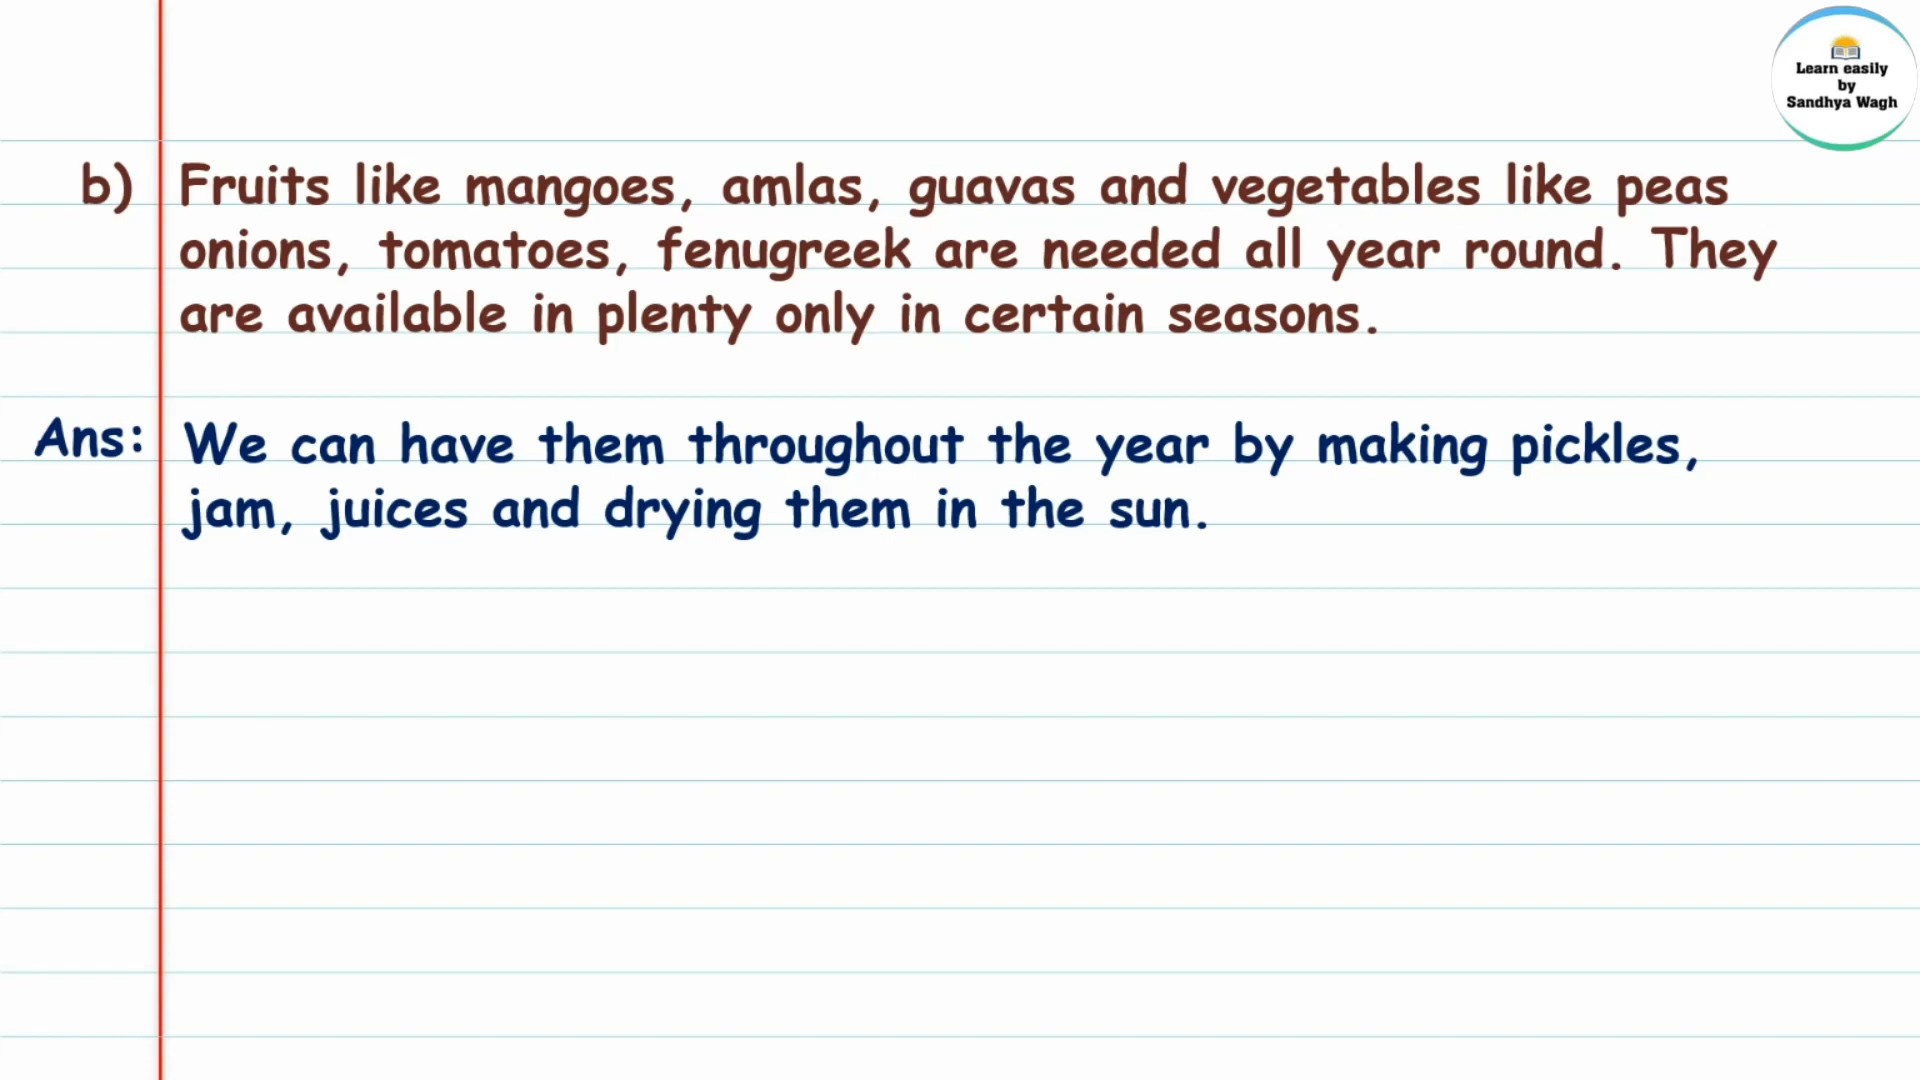 Learn easily
by
Sandhya Wagh
b) Fruits like mangoes, amlas, guavas and vegetables like peas
onions, tomatoes, fenugreek are needed all year round. They
are available in plenty only in certain seasons.
Ans: We can have them throughout the year by making pickles,
jam, juices and drying them in the sun.